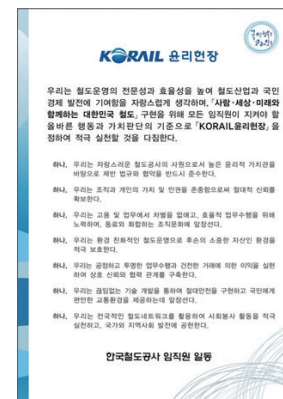 KORAIL 윤리헌장
우리는 철도운영의 전문성과 효율성을 높여 철도산업과 국민
경제 발전에 기여함을 자랑스럽게 생각하며, 「사람·세상·미래와
함께하는 대한민국 철도」 구현을 위해 모든 임직원이 지켜야 할
올바른 행동과 가치판단의 기준으로 「KORAIL윤리헌장」을
정하여 적극 실천할 것을 다짐한다.
하나, 우리는 자랑스러운 철도공사의 사원으로서 높은 윤리적 가치관을
바탕으로 제반 법규와 협약을 반드시 준수한다.
하나, 우리는 조직과 개인의 가치 및 인권을 존중함으로써 절대적 신뢰를
확보한다.
하나, 우리는 고용 및 업무에서 차별을 없애고, 효율적 업무수행을 위해
노력하며, 동료와 화합하는 조직문화에 앞장선다.
하나, 우리는 환경 친화적인 철도운영으로 후손의 소중한 자산인 환경을
적극 보호한다.
하나, 우리는 공정하고 투명한 업무수행과 건전한 거래에 의한 이익을 실현
하여 상호 신뢰와 협력 관계를 구축한다.
하나, 우리는 끊임없는 기술 개발을 통하여 절대안전을 구현하고 국민에게
편안한 교통환경을 제공하는데 앞장선다.
하나, 우리는 전국적인 철도네트워크를 활용하여 사회봉사 활동을 적극
실천하고, 국가와 지역사회 발전에 공헌한다.
한국철도공사 임직원 일동